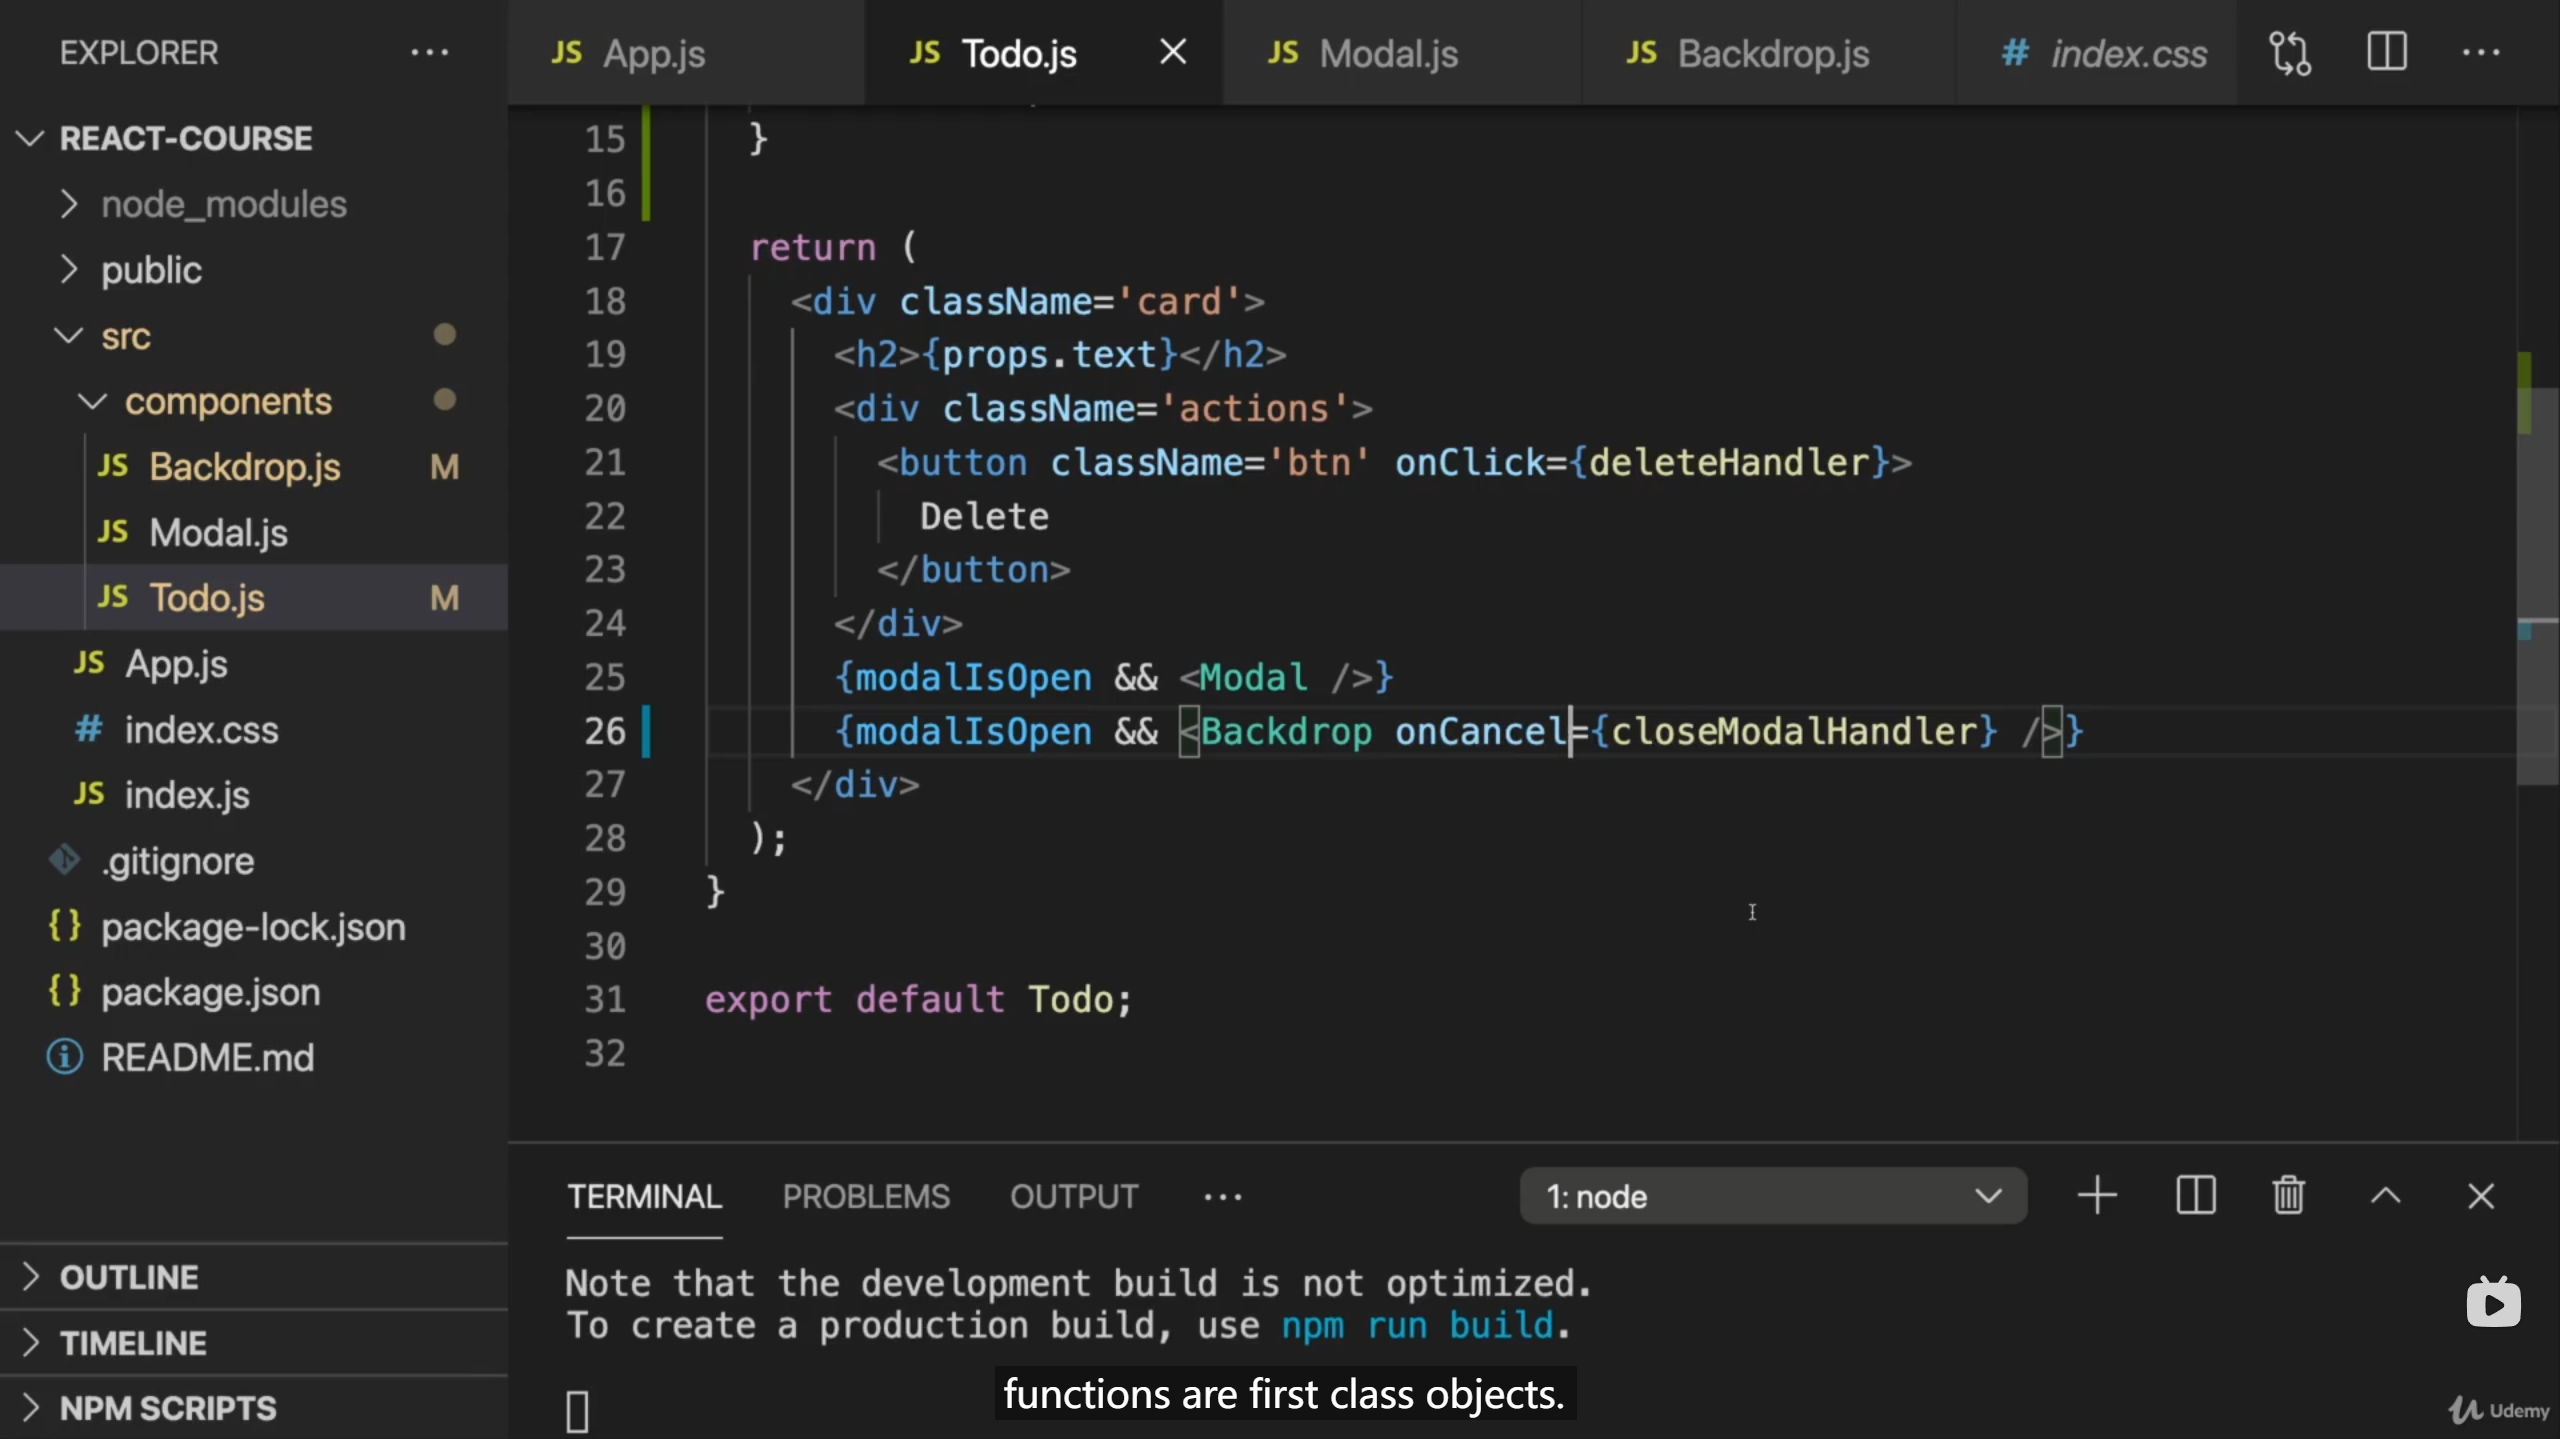 EXPLORER
REACT-COURSE
node_modules
public
src
components
JS Backdrop.js M
JS Modal.js
JS Todo.js M
JS App.js
# index.css
JS index.js
.gitignore
{} package-lock.json
{} package.json
README.md
OUTLINE
TIMELINE
NPM SCRIPTS
JS App.js JS Todo.js JS Modal.js JS Backdrop.js # index.css
15 }
16
17 return (
18 <div className='card'>
19 <h2>{props.text}</h2>
20 <div className='actions'>
21 <button className='btn' onClick={deleteHandler}>
22 Delete
23 </button>
24 </div>
25 {modalIsOpen && <Modal />}
26 {modalIsOpen && <Backdrop onCancel={closeModalHandler} />}
27 </div>
28 );
29 }
30
31 export default Todo;
32
TERMINAL PROBLEMS OUTPUT 1: node
Note that the development build is not optimized.
To create a production build, use npm run build.
functions are first class objects.
Udemy